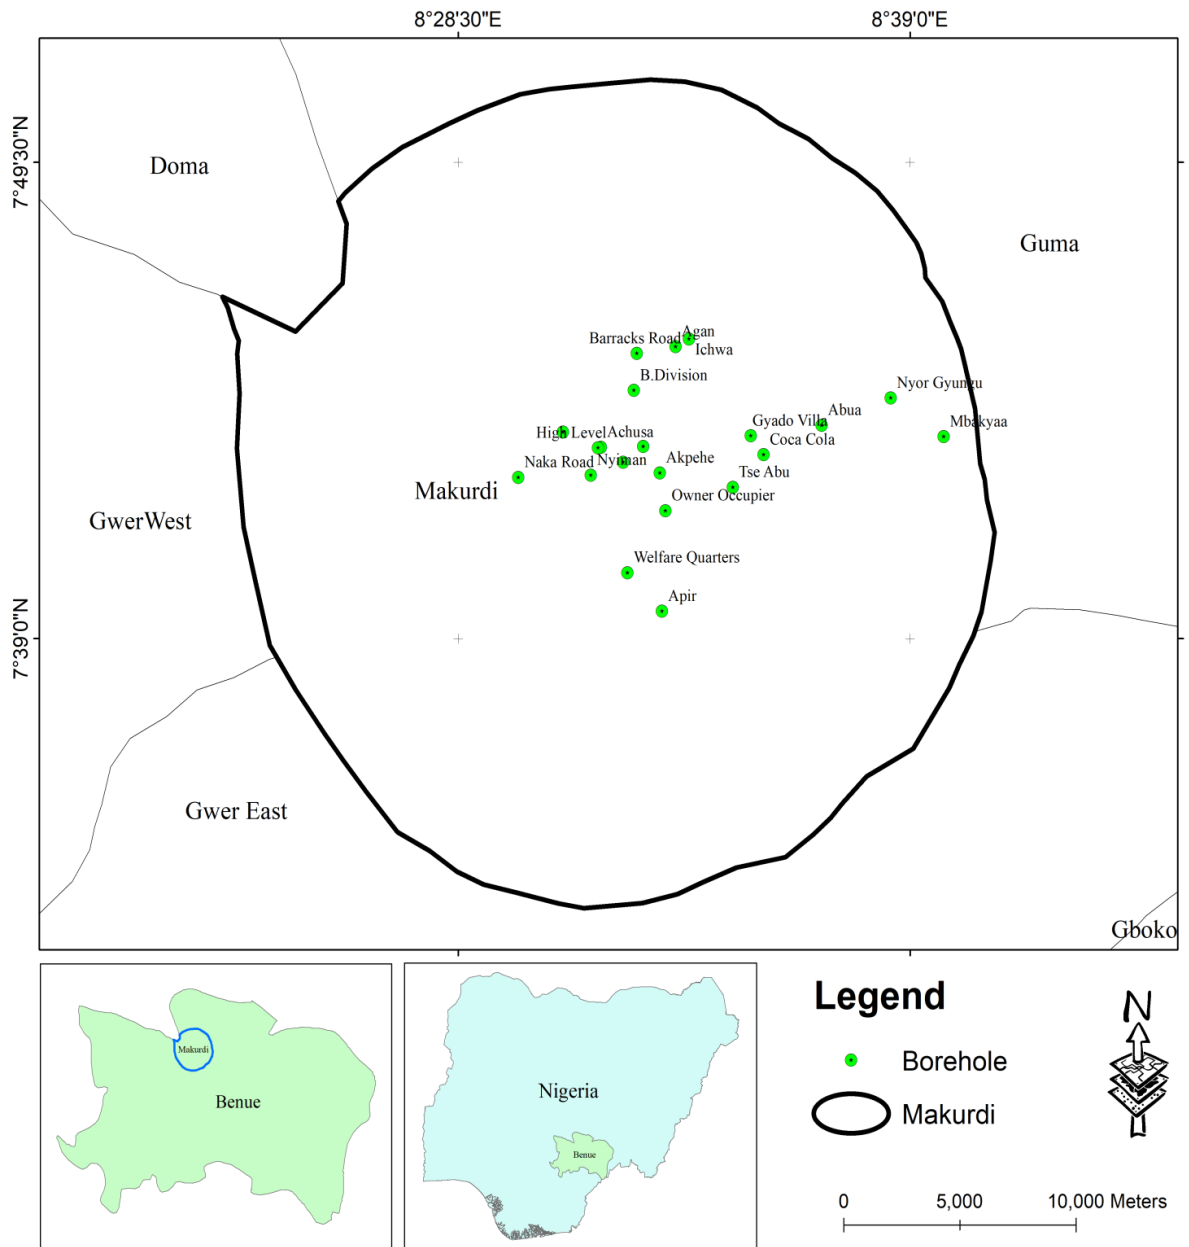 8°28'30"E
8°39'0"E
7°49'30"N
Doma
Guma
Agan
Barracks Road
Ichwa
B.Division
Nyor Gyungu
Abua
Gyado Villa
Mbakyaa
High Level
Achusa
Coca Cola
Naka Road
Nyiman
Akpehe
Tse Abu
Makurdi
Owner Occupier
GwerWest
Welfare Quarters
Apir
7°39'0"N
Gwer East
Gboko
Makurdi
Benue
Nigeria
Benue
Legend
Borehole
Makurdi
N
0 5,000 10,000 Meters